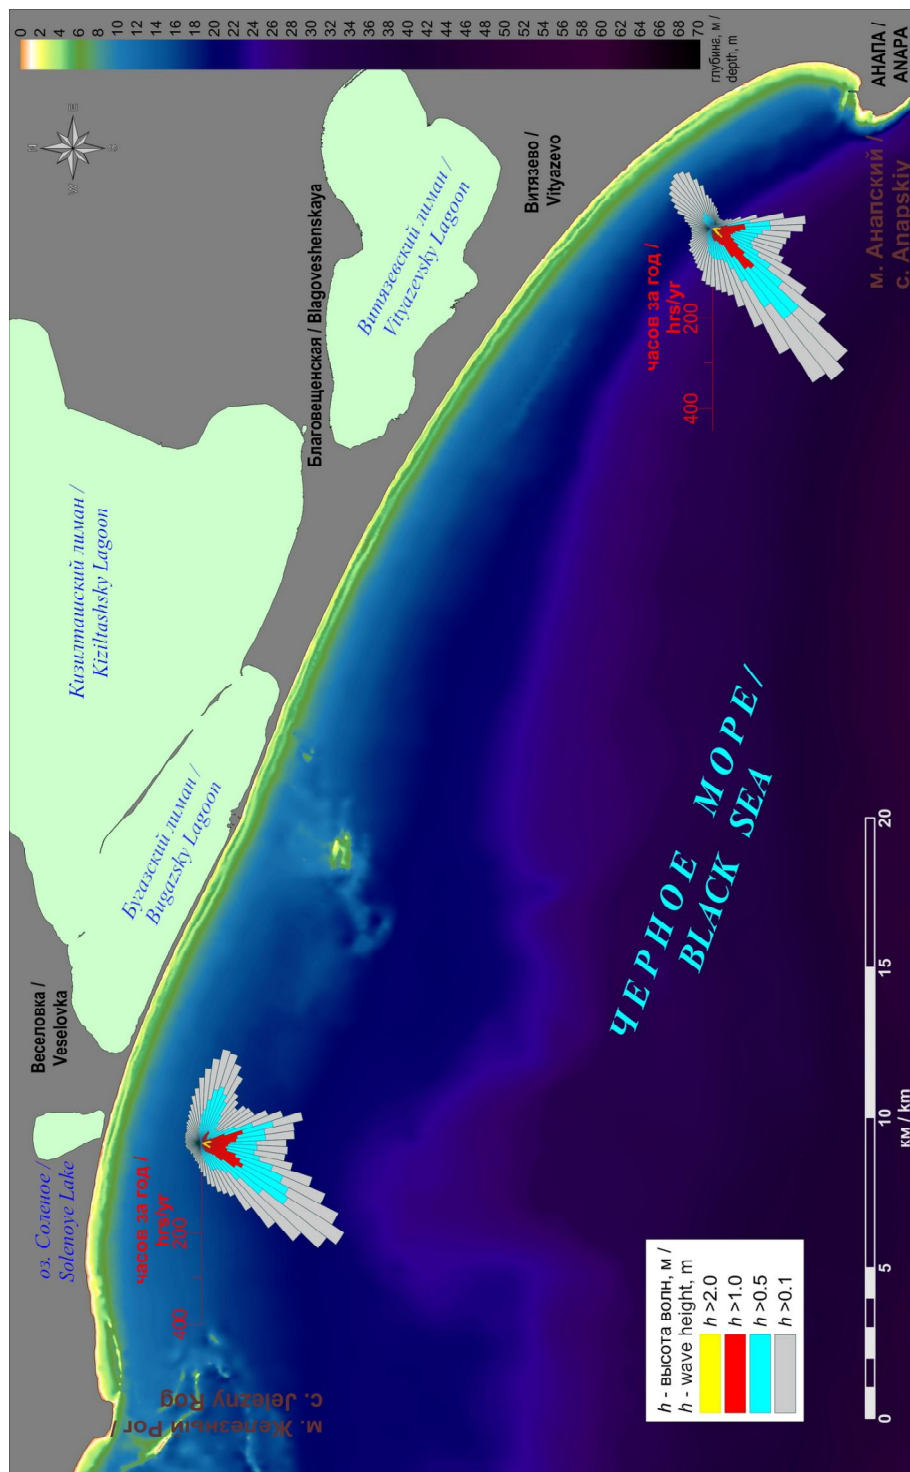 0 2 4 6 8 10 12 14 16 18 20 22 24 26 28 30 32 34 36 38 40 42 44 46 48 50 52 54 56 58 60 62 64 66 68 70
глубина, м /
depth, m
N
E
S
W
оз. Соленое /
Solenoye Lake
Веселовка /
Veselovka
Бугазский лиман /
Bugazsky Lagoon
Кизилташский лиман /
Kiziltashsky Lagoon
Благовещенская / Blagoveshenskaya
Витязевский лиман /
Vityazevsky Lagoon
Витязево /
Vityazevo
АНАПА /
ANAPA
м. Анапский /
c. Anapskiy
м. Железный Рог /
c. Jelezny Rog
часов за год /
hrs/yr
400
200
часов за год /
hrs/yr
400
200
ЧЕРНОЕ МОРЕ /
BLACK SEA
h - высота волн, м /
h - wave height, m
h >2.0
h >1.0
h >0.5
h >0.1
0 5 10 15 20
км / km